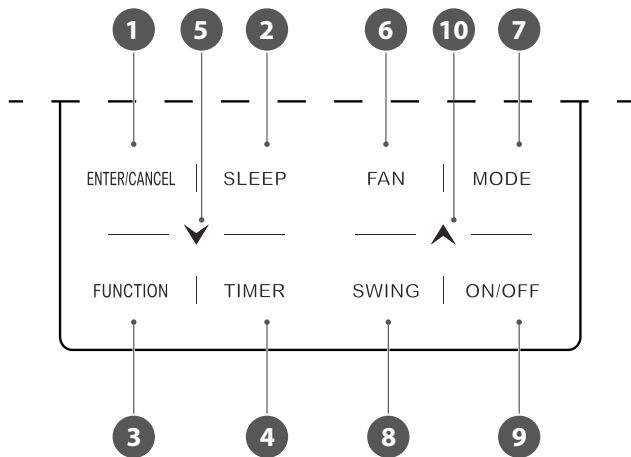 1 5 2 6 10 7
ENTER/CANCEL SLEEP FAN MODE
FUNCTION TIMER SWING ON/OFF
3 4 8 9